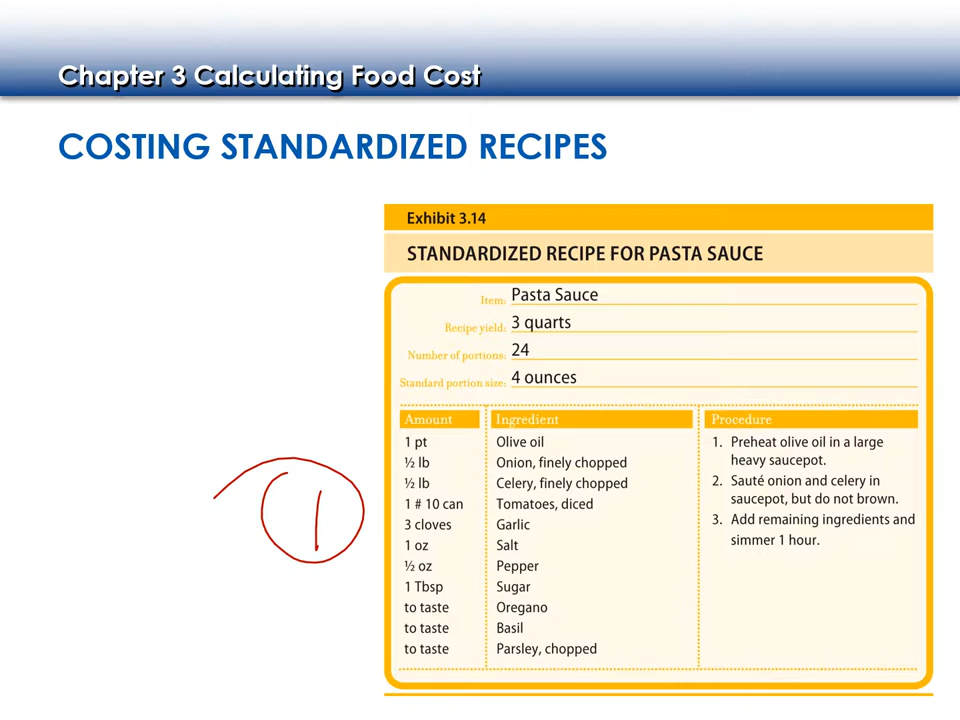 Chapter 3 Calculating Food Cost
COSTING STANDARDIZED RECIPES
Exhibit 3.14
STANDARDIZED RECIPE FOR PASTA SAUCE
Item: Pasta Sauce
Recipe yield: 3 quarts
Number of portions: 24
Standard portion size: 4 ounces
Amount Ingredient Procedure
1 pt Olive oil 1. Preheat olive oil in a large
½ lb Onion, finely chopped heavy saucepot.
½ lb Celery, finely chopped 2. Sauté onion and celery in
1 # 10 can Tomatoes, diced saucepot, but do not brown.
3 cloves Garlic 3. Add remaining ingredients and
1 oz Salt simmer 1 hour.
½ oz Pepper
1 Tbsp Sugar
to taste Oregano
to taste Basil
to taste Parsley, chopped
1